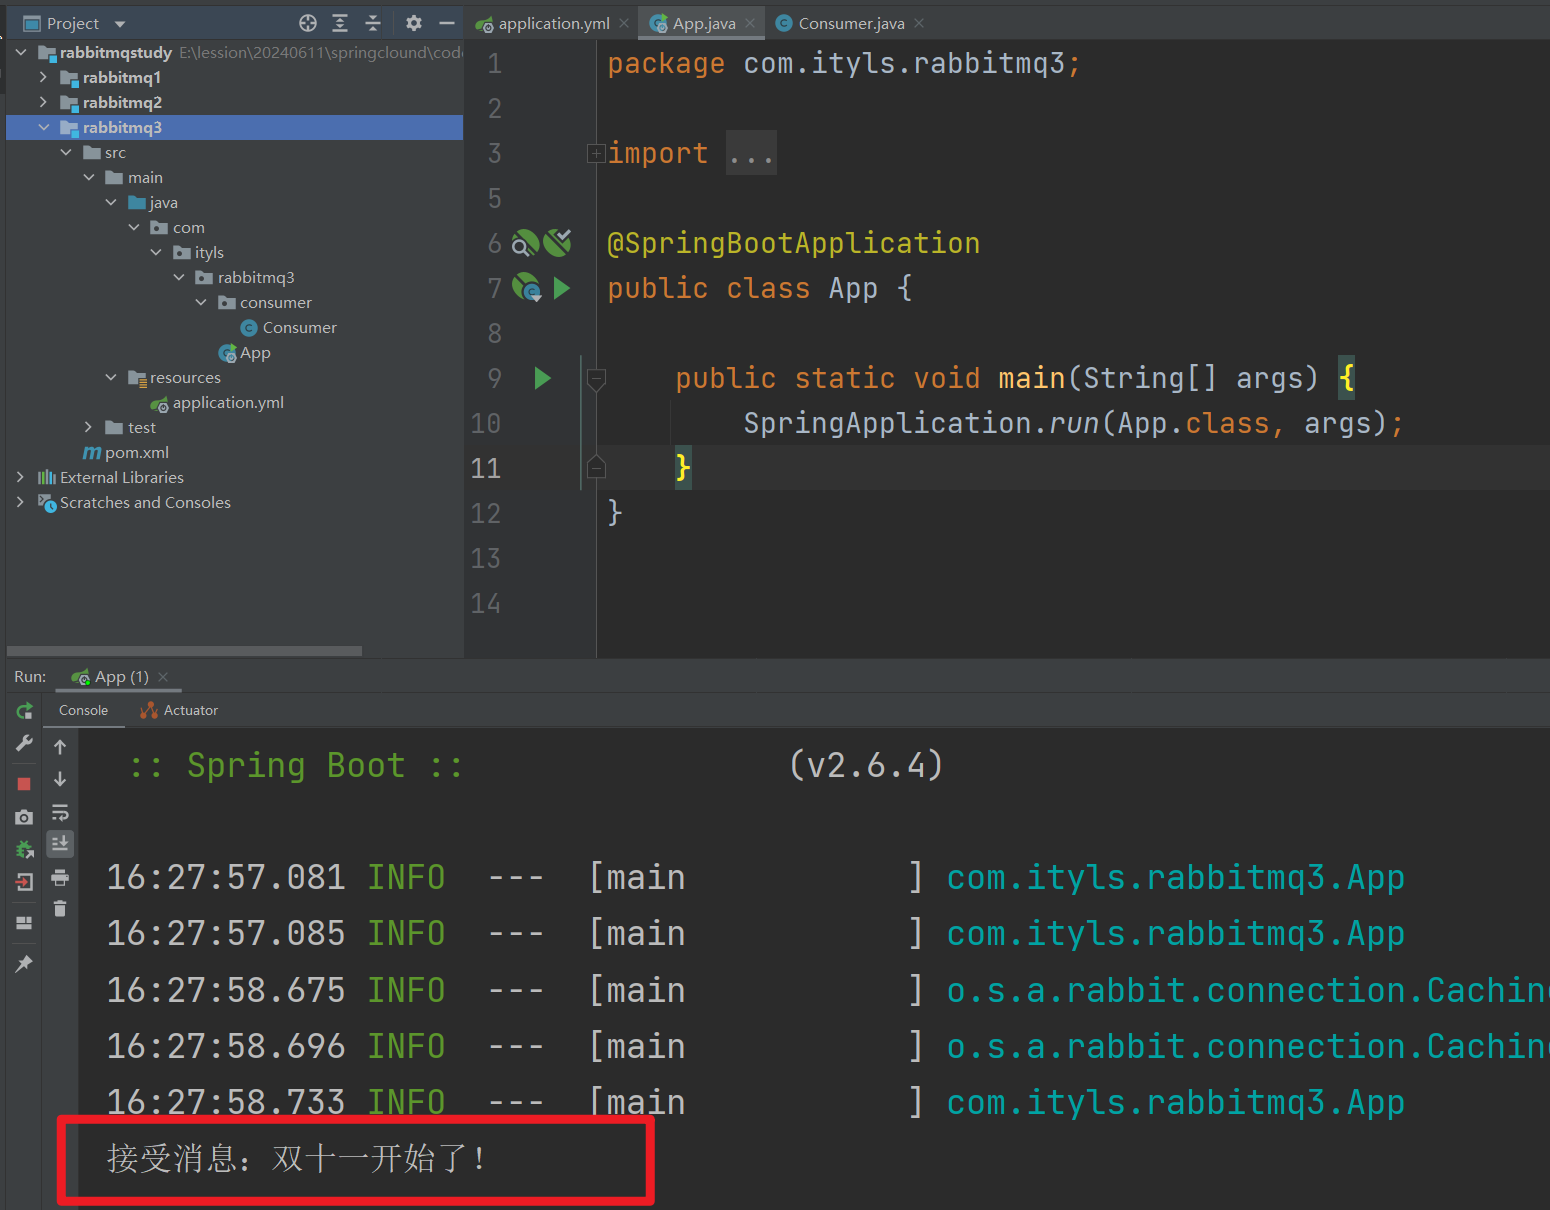 Project
rabbitmqstudy E:\lession\20240611\springclound\cod
rabbitmq1
rabbitmq2
rabbitmq3
src
main
java
com
ityls
rabbitmq3
consumer
Consumer
App
resources
application.yml
test
pom.xml
External Libraries
Scratches and Consoles
application.yml App.java Consumer.java
1 package com.ityls.rabbitmq3;
2
3 import ...
5
6 @SpringBootApplication
7 public class App {
8
9 public static void main(String[] args) {
10 SpringApplication.run(App.class, args);
11 }
12 }
13
14
Run: App (1)
Console Actuator
:: Spring Boot :: (v2.6.4)
16:27:57.081 INFO --- [main ] com.ityls.rabbitmq3.App
16:27:57.085 INFO --- [main ] com.ityls.rabbitmq3.App
16:27:58.675 INFO --- [main ] o.s.a.rabbit.connection.Cachin
16:27:58.696 INFO --- [main ] o.s.a.rabbit.connection.Cachin
16:27:58.733 INFO --- [main ] com.ityls.rabbitmq3.App
接受消息：双十一开始了！